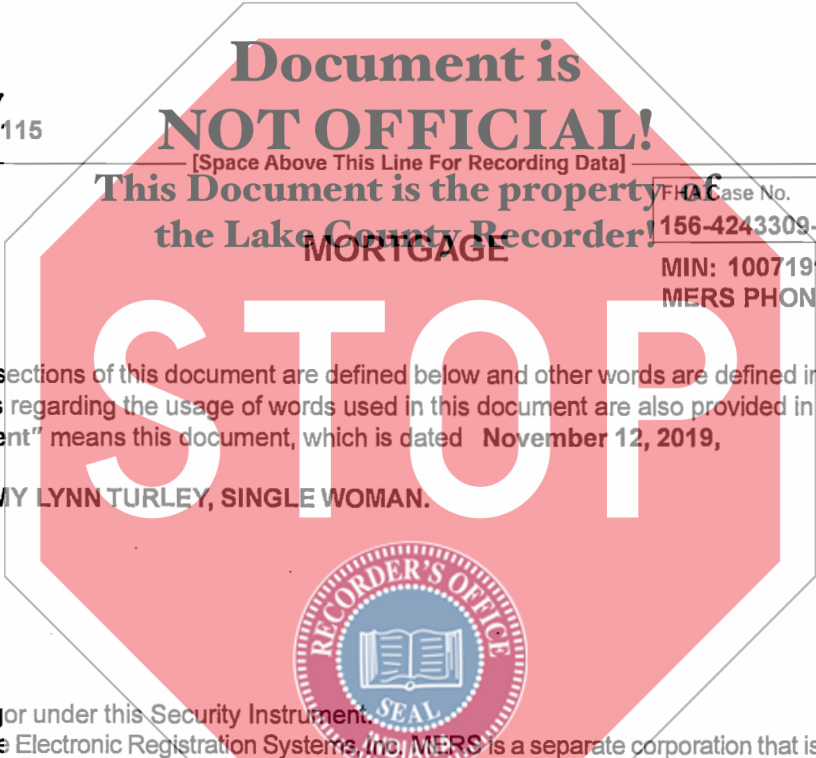 Document is
NOT OFFICIAL!
115
[Space Above This Line For Recording Data]
This Document is the property of
FHA Case No.
the Lake County Recorder!
156-4243309-
MORTGAGE
MIN: 100719
MERS PHON
STOP
sections of this document are defined below and other words are defined in
regarding the usage of words used in this document are also provided in
ent" means this document, which is dated November 12, 2019,
MY LYNN TURLEY, SINGLE WOMAN.
RECORDER'S OFFICE
SEAL
INDIANA
or under this Security Instrument.
Electronic Registration Systems, Inc. MERS is a separate corporation that is